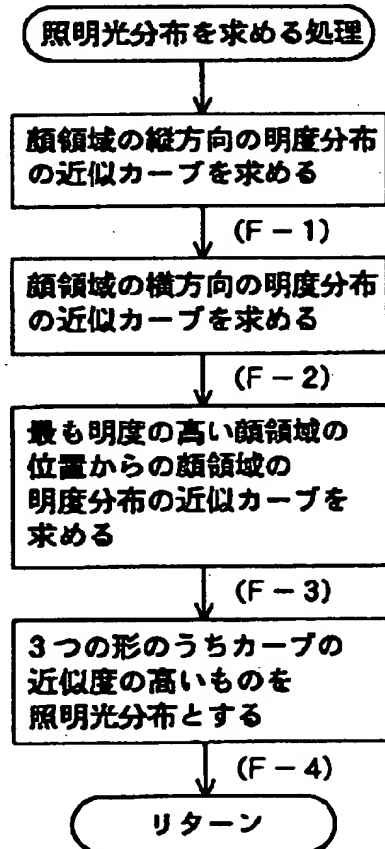 照明光分布を求める処理
顔領域の縦方向の明度分布
の近似カーブを求める
(F-1)
顔領域の横方向の明度分布
の近似カーブを求める
(F-2)
最も明度の高い顔領域の
位置からの顔領域の
明度分布の近似カーブを
求める
(F-3)
3つの形のうちカーブの
近似度の高いものを
照明光分布とする
(F-4)
リターン